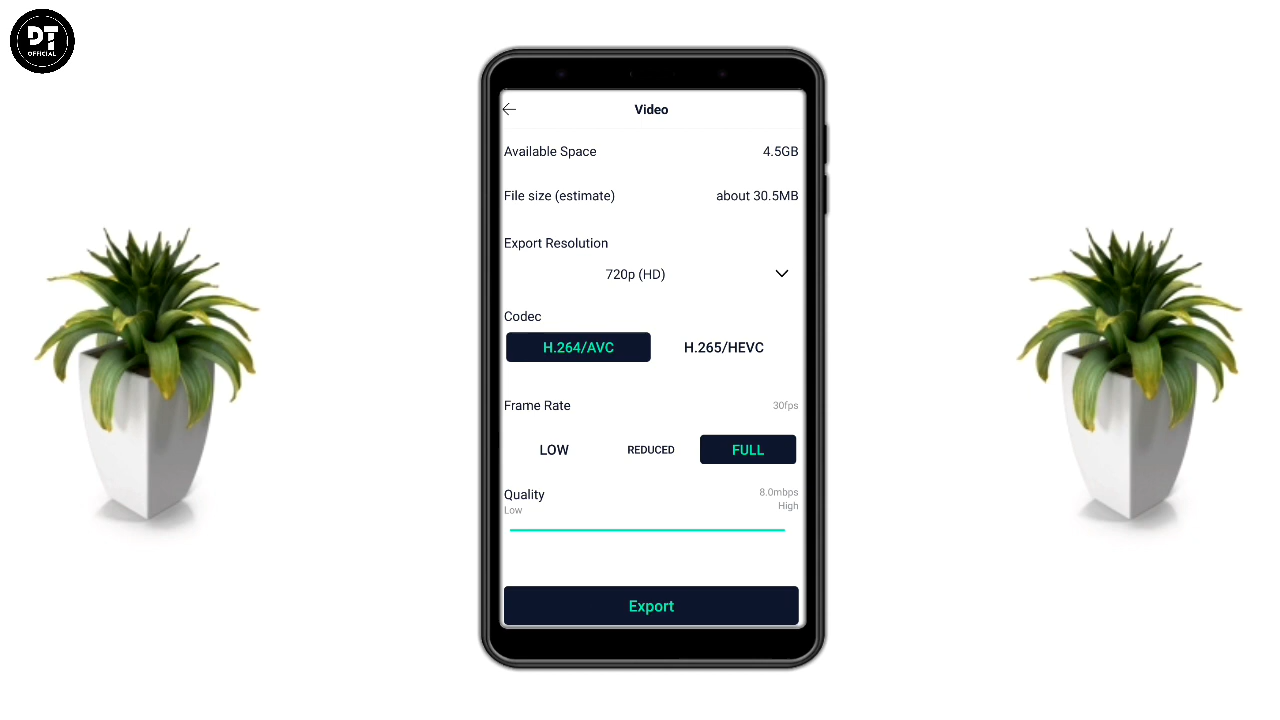 DT
OFFICIAL
Video
Available Space 4.5GB
File size (estimate) about 30.5MB
Export Resolution
720p (HD)
Codec
H.264/AVC H.265/HEVC
Frame Rate 30fps
LOW REDUCED FULL
Quality 8.0mbps
Low High
Export